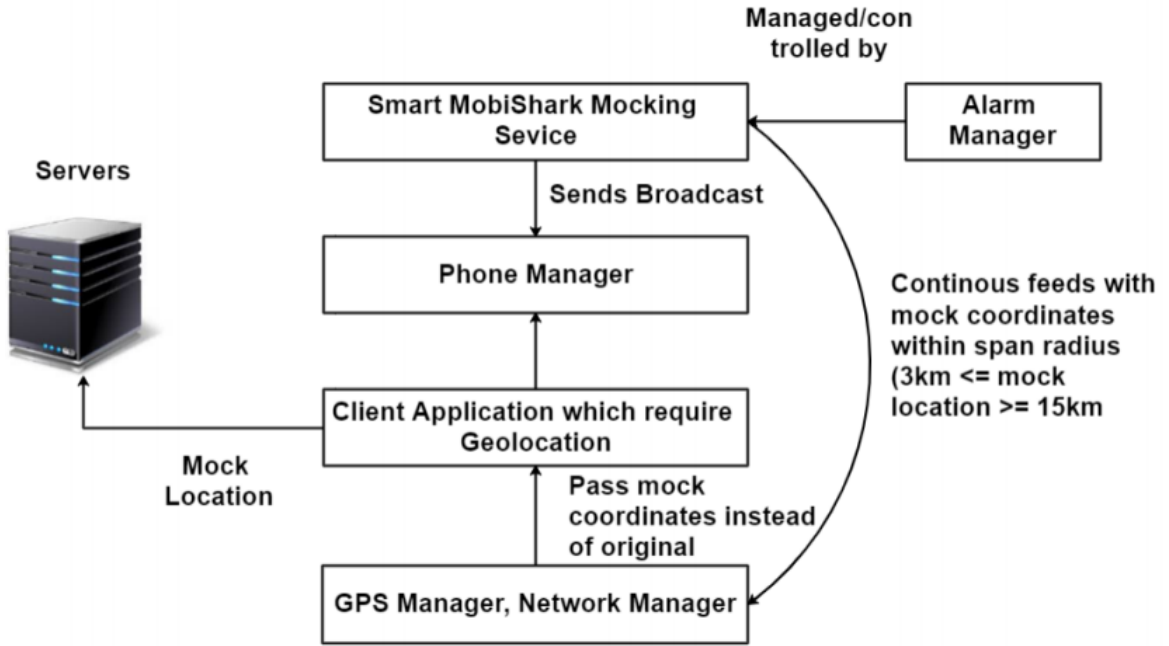 Managed/con
trolled by
Smart MobiShark Mocking
Sevice
Alarm
Manager
Servers
Sends Broadcast
Phone Manager
Continous feeds with
mock coordinates
within span radius
(3km <= mock
location >= 15km
Client Application which require
Geolocation
Mock
Location
Pass mock
coordinates instead
of original
GPS Manager, Network Manager